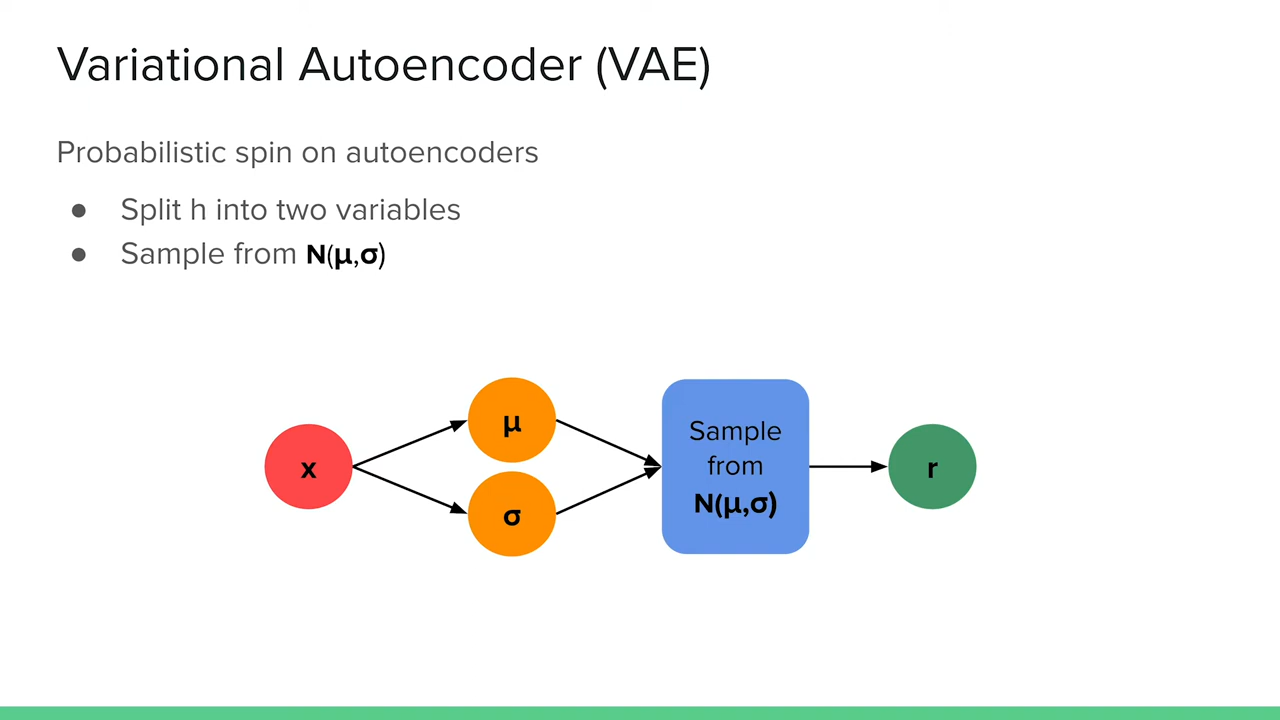 Variational Autoencoder (VAE)
Probabilistic spin on autoencoders
● Split h into two variables
● Sample from N(μ,σ)
x
μ
σ
Sample
from
N(μ,σ)
r